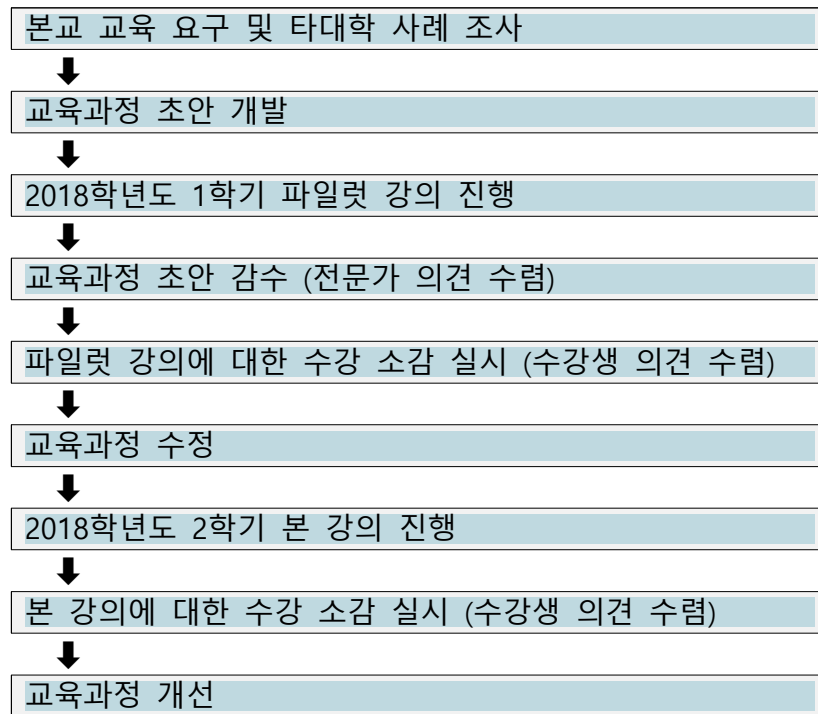 본교 교육 요구 및 타대학 사례 조사
교육과정 초안 개발
2018학년도 1학기 파일럿 강의 진행
교육과정 초안 감수 (전문가 의견 수렴)
파일럿 강의에 대한 수강 소감 실시 (수강생 의견 수렴)
교육과정 수정
2018학년도 2학기 본 강의 진행
본 강의에 대한 수강 소감 실시 (수강생 의견 수렴)
교육과정 개선